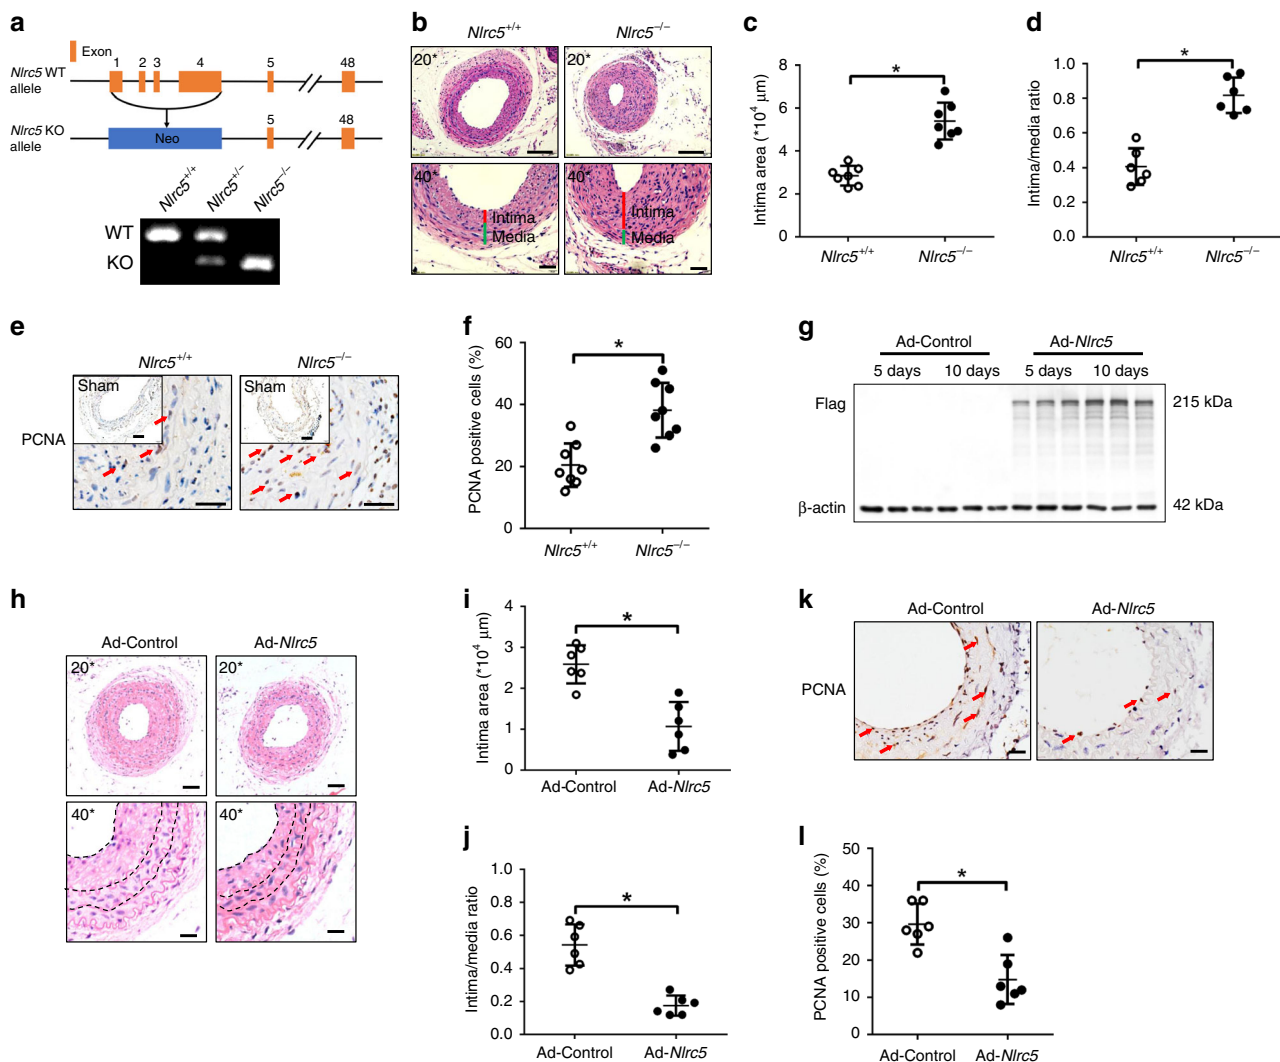 a
Exon
1 2 3 4 5 48
Nlrc5 WT
allele
Nlrc5 KO
allele
Neo
5 48
Nlrc5+/+ Nlrc5+/− Nlrc5−/−
WT
KO
b
Nlrc5+/+ Nlrc5−/−
20* 20*
40* 40*
Intima Intima
Media Media
c
Intima area (*10⁴ μm)
8
6
4
2
0
*
Nlrc5+/+ Nlrc5−/−
d
Intima/media ratio
1.0
0.8
0.6
0.4
0.2
0.0
*
Nlrc5+/+ Nlrc5−/−
e
Nlrc5+/+ Nlrc5−/−
Sham Sham
PCNA
f
PCNA positive cells (%)
60
40
20
0
*
Nlrc5+/+ Nlrc5−/−
g
Ad-Control Ad-Nlrc5
5 days 10 days 5 days 10 days
Flag 215 kDa
β-actin 42 kDa
h
Ad-Control Ad-Nlrc5
20* 20*
40* 40*
i
Intima area (*10⁴ μm)
4
3
2
1
0
*
Ad-Control Ad-Nlrc5
j
Intima/media ratio
1.0
0.8
0.6
0.4
0.2
0.0
*
Ad-Control Ad-Nlrc5
k
Ad-Control Ad-Nlrc5
PCNA
l
PCNA positive cells (%)
50
40
30
20
10
0
*
Ad-Control Ad-Nlrc5